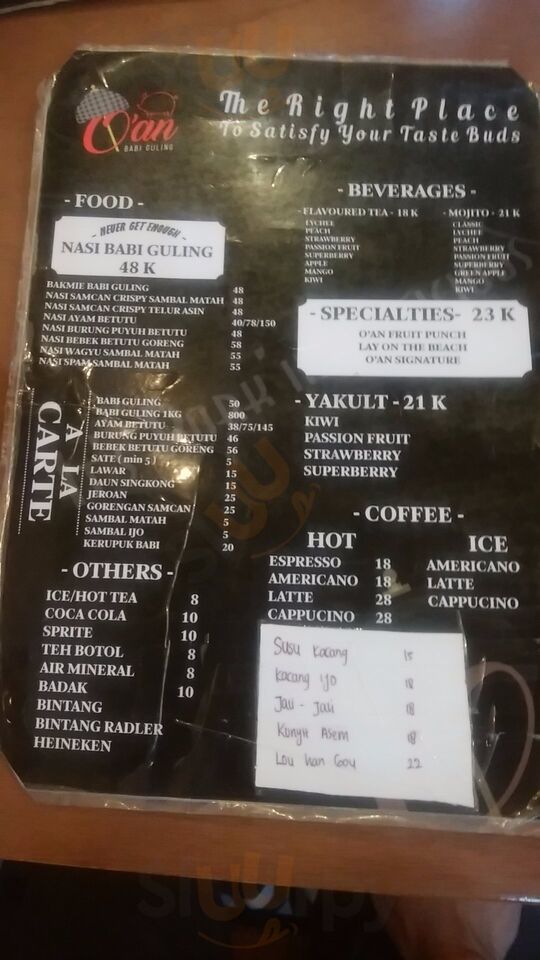 O'an
BABI GULING
The Right Place
To Satisfy Your Taste Buds
- FOOD -
- NEVER GET ENOUGH -
NASI BABI GULING
48 K
BAKMIE BABI GULING 48
NASI SAMCAN CRISPY SAMBAL MATAH 48
NASI SAMCAN CRISPY TELUR ASIN 48
NASI AYAM BETUTU 40/78/150
NASI BURUNG PUYUH BETUTU 48
NASI BEBEK BETUTU GORENG 58
NASI WAGYU SAMBAL MATAH 55
NASI SPAM SAMBAL MATAH 55
A LA
CARTE
BABI GULING 50
BABI GULING 1KG 800
AYAM BETUTU 38/75/145
BURUNG PUYUH BETUTU 46
BEBEK BETUTU GORENG 56
SATE ( min 5 ) 5
LAWAR 15
DAUN SINGKONG 15
JEROAN 25
GORENGAN SAMCAN 25
SAMBAL MATAH 5
SAMBAL IJO 5
KERUPUK BABI 20
- OTHERS -
ICE/HOT TEA 8
COCA COLA 10
SPRITE 10
TEH BOTOL 8
AIR MINERAL 8
BADAK 10
BINTANG
BINTANG RADLER
HEINEKEN
- BEVERAGES -
- FLAVOURED TEA - 18 K
LYCHEE
PEACH
STRAWBERRY
PASSION FRUIT
SUPERBERRY
APPLE
MANGO
KIWI
- MOJITO - 21 K
CLASSIC
LYCHEE
PEACH
STRAWBERRY
PASSION FRUIT
SUPERBERRY
GREEN APPLE
MANGO
KIWI
- SPECIALTIES- 23 K
O'AN FRUIT PUNCH
LAY ON THE BEACH
O'AN SIGNATURE
- YAKULT - 21 K
KIWI
PASSION FRUIT
STRAWBERRY
SUPERBERRY
- COFFEE -
HOT
ESPRESSO 18
AMERICANO 18
LATTE 28
CAPPUCINO 28
ICE
AMERICANO
LATTE
CAPPUCINO
Susu Kacang 15
Kacang Ijo 18
Jali - Jali 18
Kunyit Asem 18
Lou Han Gou 22